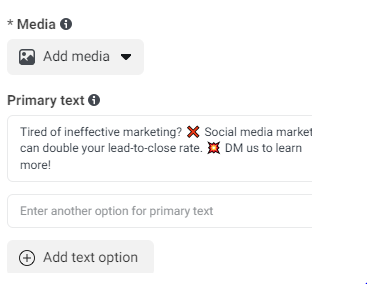 * Media
Add media
Primary text
Tired of ineffective marketing? ❌ Social media market
can double your lead-to-close rate. 💥 DM us to learn
more!
Enter another option for primary text
Add text option